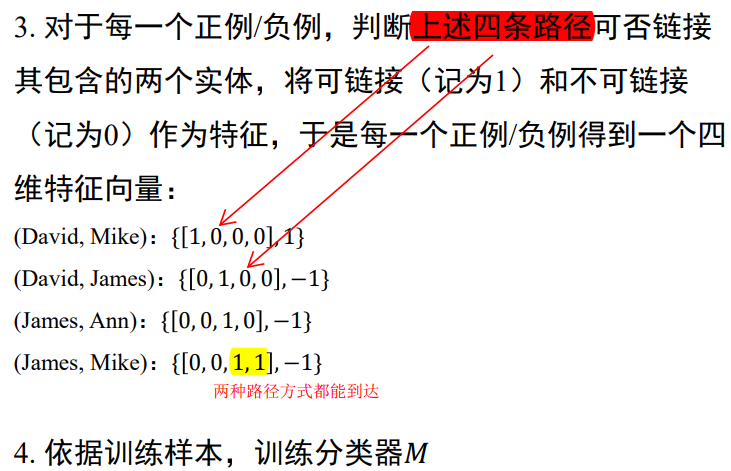 3. 对于每一个正例/负例，判断上述四条路径可否链接
其包含的两个实体，将可链接（记为1）和不可链接
（记为0）作为特征，于是每一个正例/负例得到一个四
维特征向量：
(David, Mike)：{[1, 0, 0, 0], 1}
(David, James)：{[0, 1, 0, 0], −1}
(James, Ann)：{[0, 0, 1, 0], −1}
(James, Mike)：{[0, 0, 1, 1], −1}
两种路径方式都能到达
4. 依据训练样本，训练分类器M